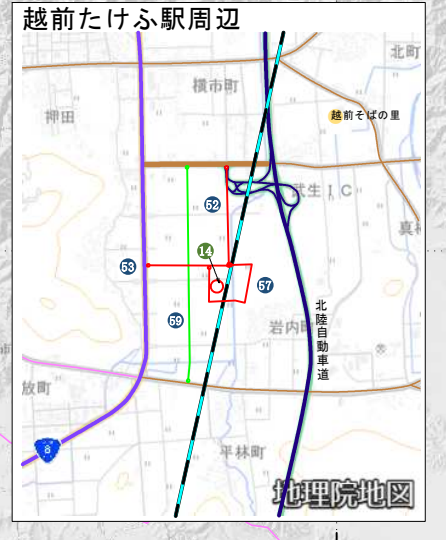 越前たけふ駅周辺
北町
横市町
押田
越前そばの里
武生IC
52
14
53
57
59
岩内町
北陸自動車道
放町
8
平林町
地理院地図